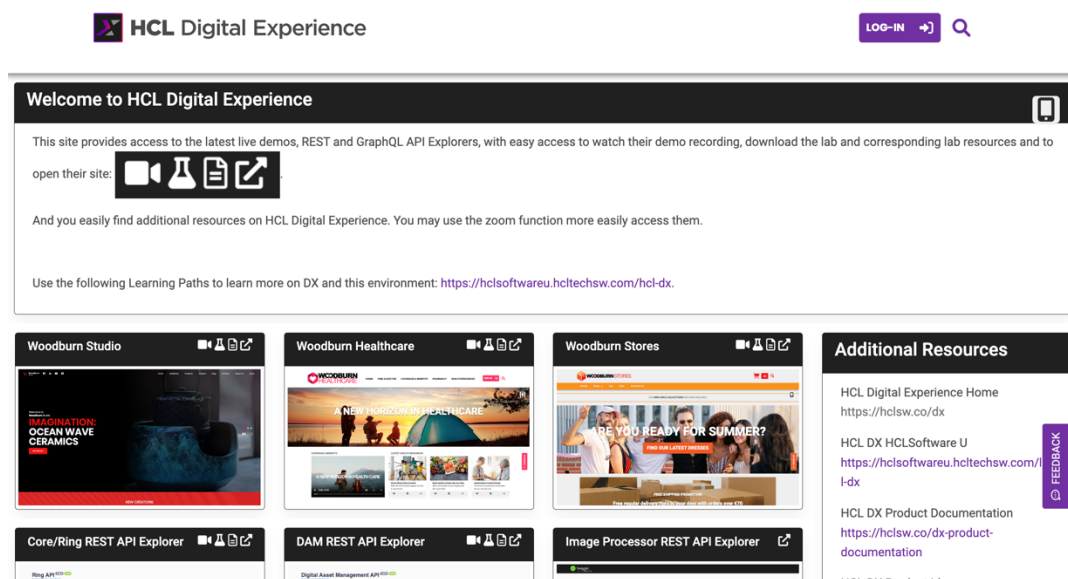 HCL Digital Experience
LOG-IN
Welcome to HCL Digital Experience
This site provides access to the latest live demos, REST and GraphQL API Explorers, with easy access to watch their demo recording, download the lab and corresponding lab resources and to
open their site:
.
And you easily find additional resources on HCL Digital Experience. You may use the zoom function more easily access them.
Use the following Learning Paths to learn more on DX and this environment: https://hclsoftwareu.hcltechsw.com/hcl-dx.
Woodburn Studio
IMAGINATION:
OCEAN WAVE
CERAMICS
NEW CREATIONS
Woodburn Healthcare
WOODBURN
HEALTHCARE
A NEW HORIZON IN HEALTHCARE
Woodburn Stores
WOODBURNSTORES
ARE YOU READY FOR SUMMER?
FIND OUR LATEST DRESSES
FREE SHIPPING PROMOTION
Additional Resources
HCL Digital Experience Home
https://hclsw.co/dx
HCL DX HCLSoftware U
https://hclsoftwareu.hcltechsw.com/
l-dx
HCL DX Product Documentation
https://hclsw.co/dx-product-
documentation
FEEDBACK
Core/Ring REST API Explorer
Ring API
DAM REST API Explorer
Digital Asset Management API
Image Processor REST API Explorer